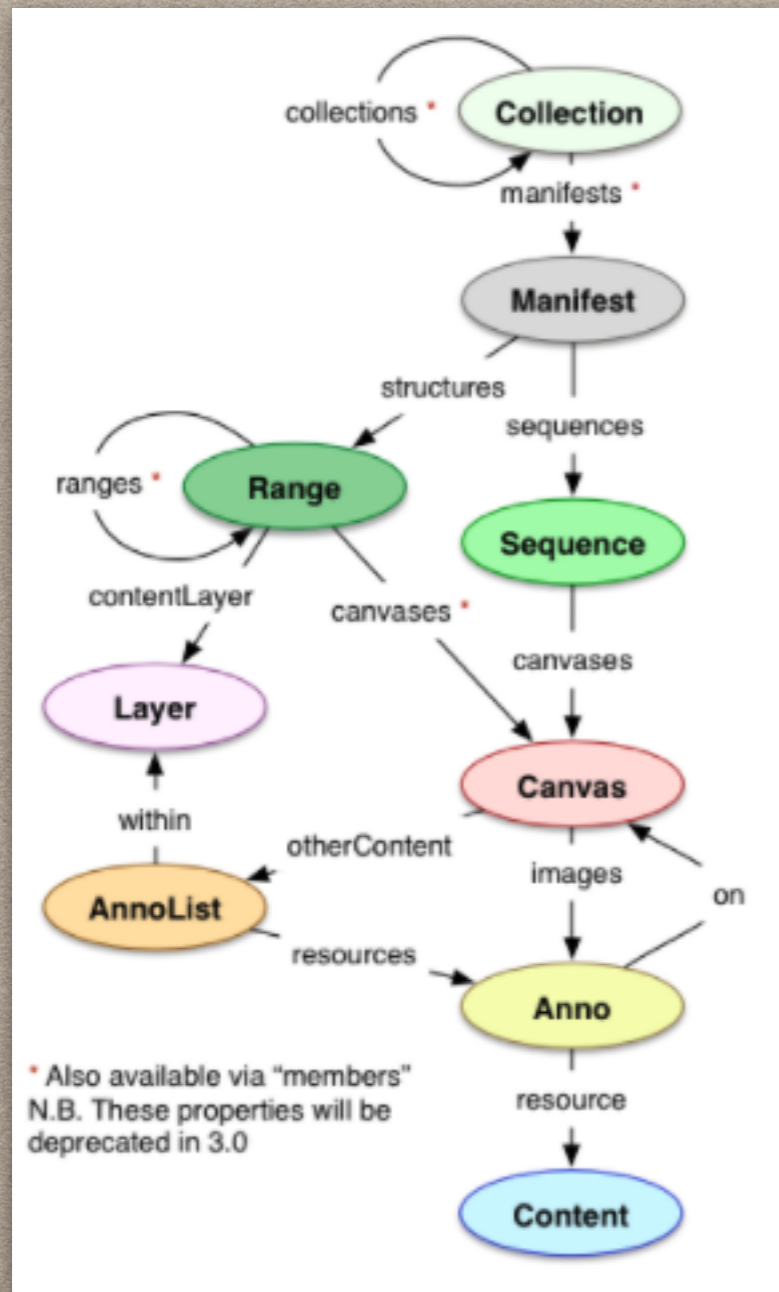 Collection
collections *
manifests *
Manifest
structures
sequences
Range
ranges *
Sequence
contentLayer
canvases *
canvases
Layer
Canvas
within
otherContent
images
on
AnnoList
resources
Anno
* Also available via “members”
N.B. These properties will be
deprecated in 3.0
resource
Content